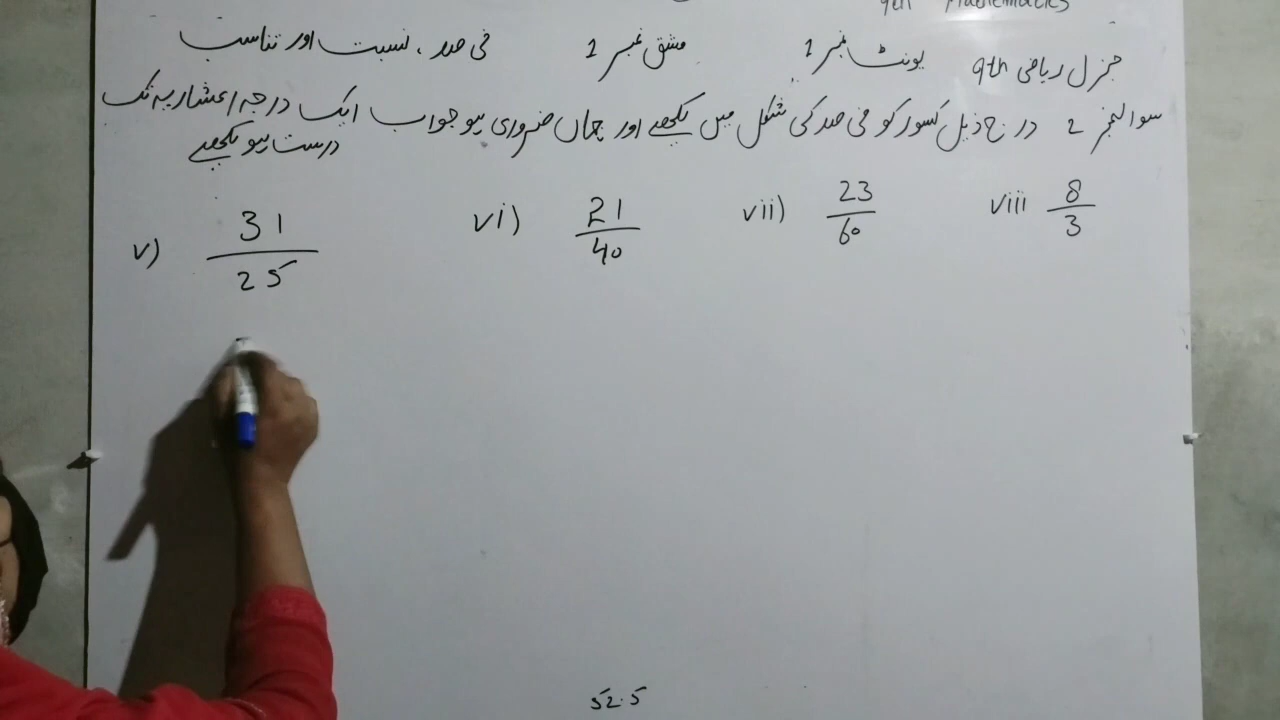 9th Mathematics
جنرل ریاضی 9th یونٹ نمبر 1 مشق نمبر 1 فی صد ، نسبت اور تناسب
سوال نمبر 2 درج ذیل کسور کو فی صد کی شکل میں لکھیے اور جہاں ضروری ہو جواب ایک درجہ اعشاریہ تک
درست ہو لکھیے
v) 31/25 vi) 21/40 vii) 23/60 viii 8/3
52.5